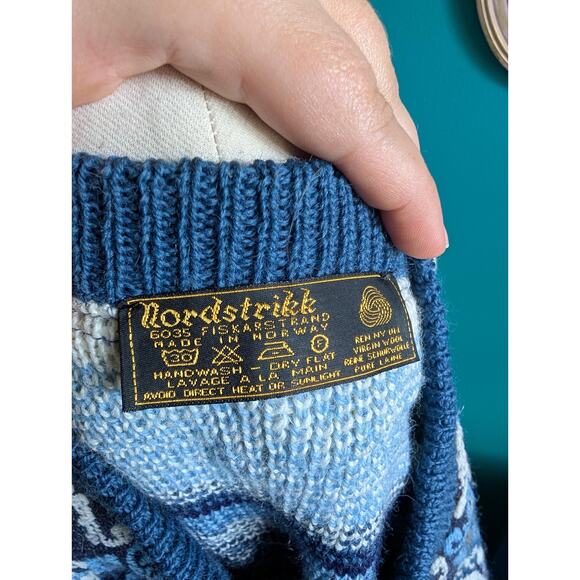 Nordstrikk
6035 FISKARSTRAND
MADE IN NORWAY
30 F
HANDWASH - DRY FLAT
LAVAGE A LA MAIN
AVOID DIRECT HEAT OR SUNLIGHT
REN NY ULL
VIRGIN WOOL
REINE SCHURWOLLE
PURE LAINE